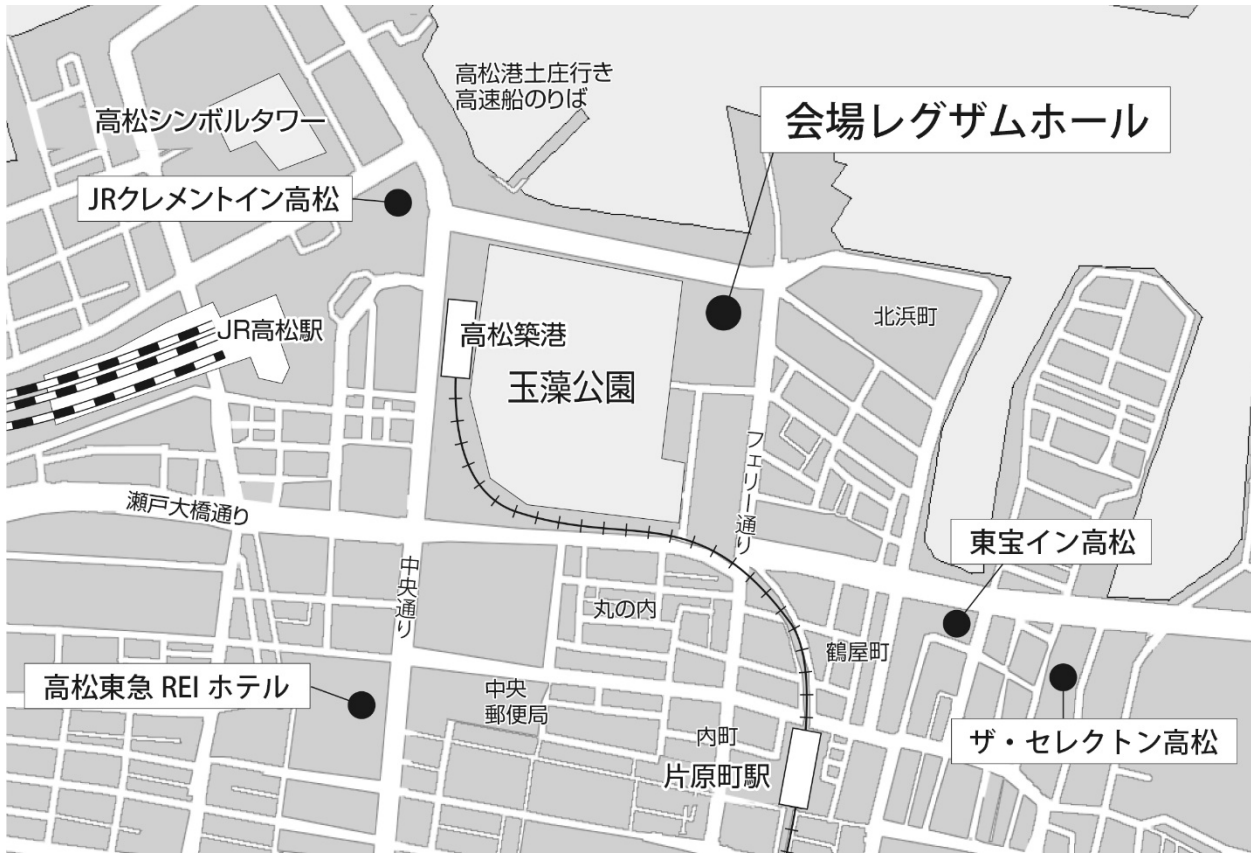 高松港土庄行き
高速船のりば
会場レグザムホール
高松シンボルタワー
JRクレメントイン高松
北浜町
JR高松駅
高松築港
玉藻公園
フェリー通り
瀬戸大橋通り
東宝イン高松
中央通り
丸の内
鶴屋町
高松東急 REI ホテル
中央
郵便局
内町
ザ・セレクトン高松
片原町駅